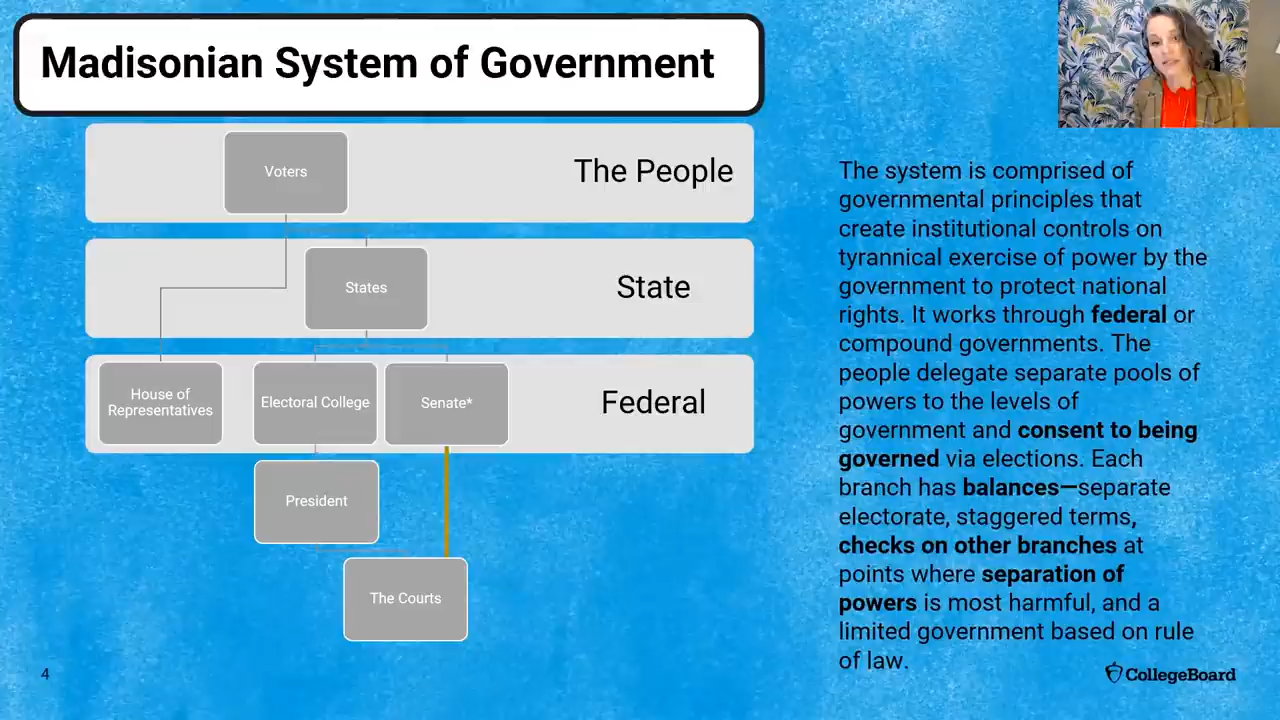 Madisonian System of Government
Voters
The People
States
State
House of
Representatives
Electoral College
Senate*
Federal
President
The Courts
The system is comprised of
governmental principles that
create institutional controls on
tyrannical exercise of power by the
government to protect national
rights. It works through federal or
compound governments. The
people delegate separate pools of
powers to the levels of
government and consent to being
governed via elections. Each
branch has balances—separate
electorate, staggered terms,
checks on other branches at
points where separation of
powers is most harmful, and a
limited government based on rule
of law.
4
CollegeBoard